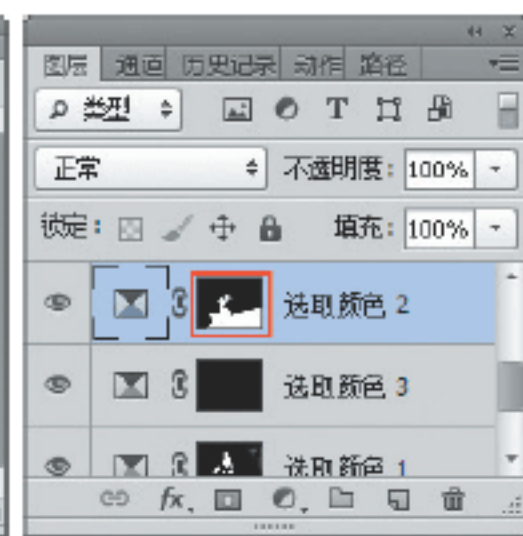 图层 通道 历史记录 动作 路径
类型 T
正常 不透明度: 100%
锁定: 填充: 100%
选取颜色 2
选取颜色 3
选取颜色 1
fx.